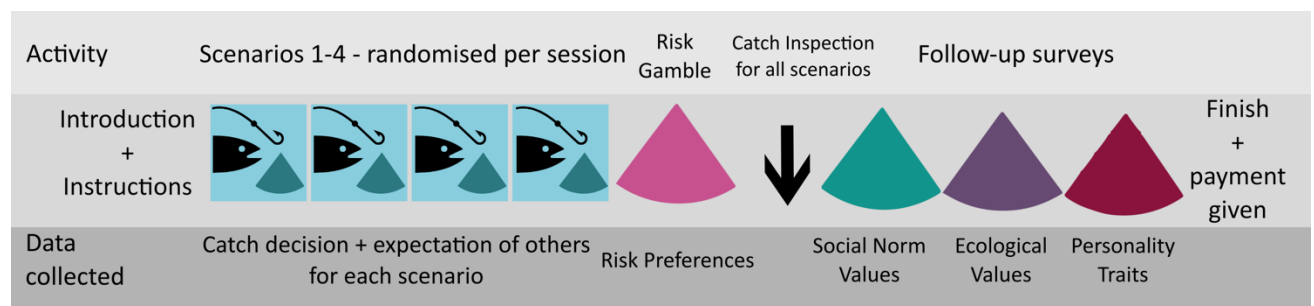 Activity
Scenarios 1-4 - randomised per session
Risk
Gamble
Catch Inspection
for all scenarios
Follow-up surveys
Introduction
+
Instructions
Finish
+
payment
given
Data
collected
Catch decision + expectation of others
for each scenario
Risk Preferences
Social Norm
Values
Ecological
Values
Personality
Traits